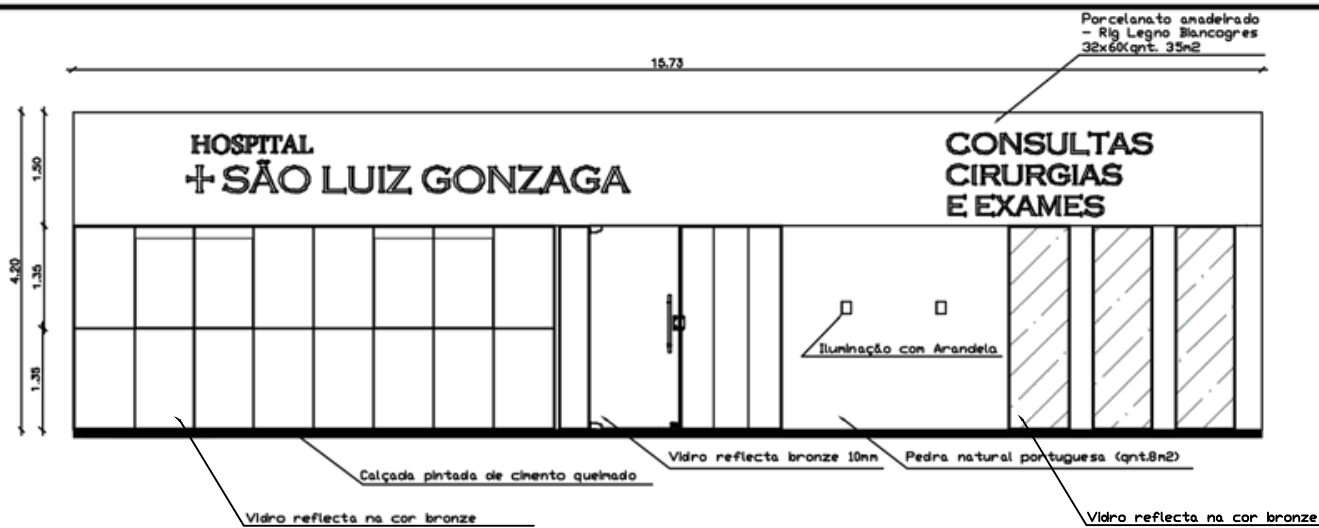 Porcelanato amadeirado
- Rig Legno Biancogres
32x60(qnt. 35m2
15.73
HOSPITAL
SÃO LUIZ GONZAGA
CONSULTAS
CIRURGIAS
E EXAMES
1.50
4.20
1.35
1.35
Iluminação com Arandela
Vidro reflecta bronze 10mm
Pedra natural portuguesa (qnt.8m2)
Calçada pintada de cimento queimado
Vidro reflecta na cor bronze
Vidro reflecta na cor bronze